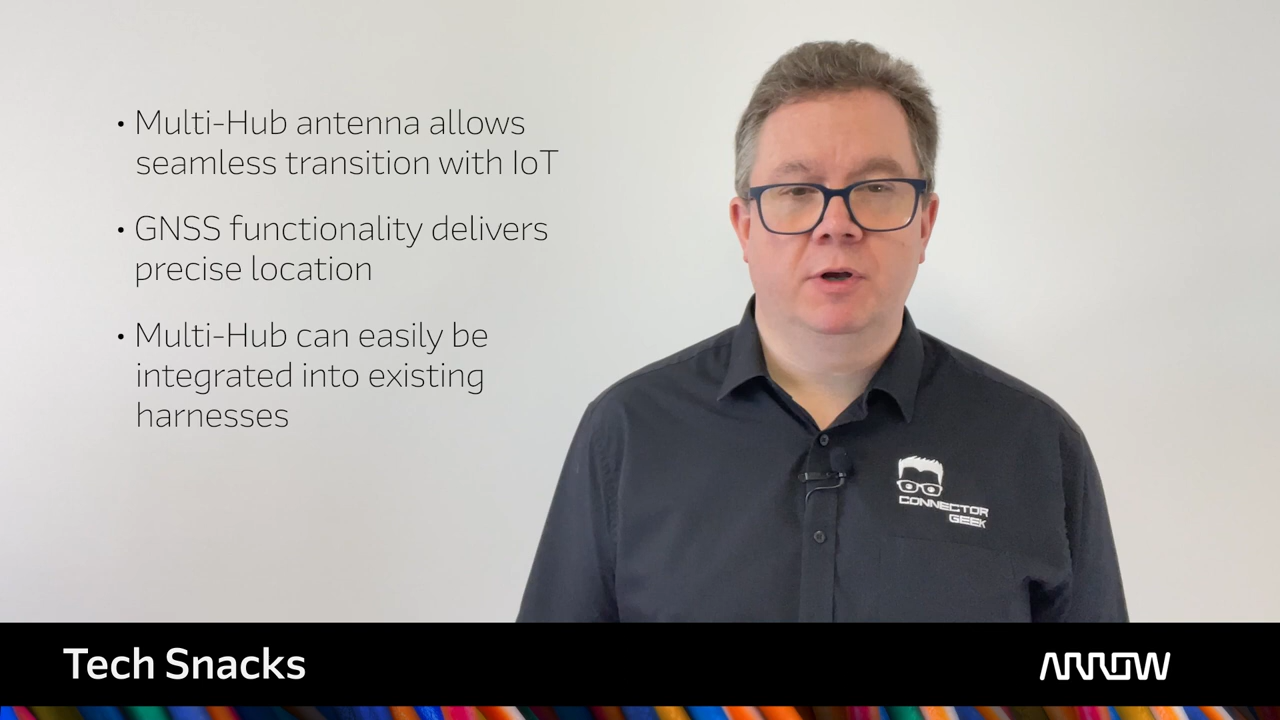 • Multi-Hub antenna allows
seamless transition with IoT
• GNSS functionality delivers
precise location
• Multi-Hub can easily be
integrated into existing
harnesses
CONNECTOR
GEEK
Tech Snacks
ARROW